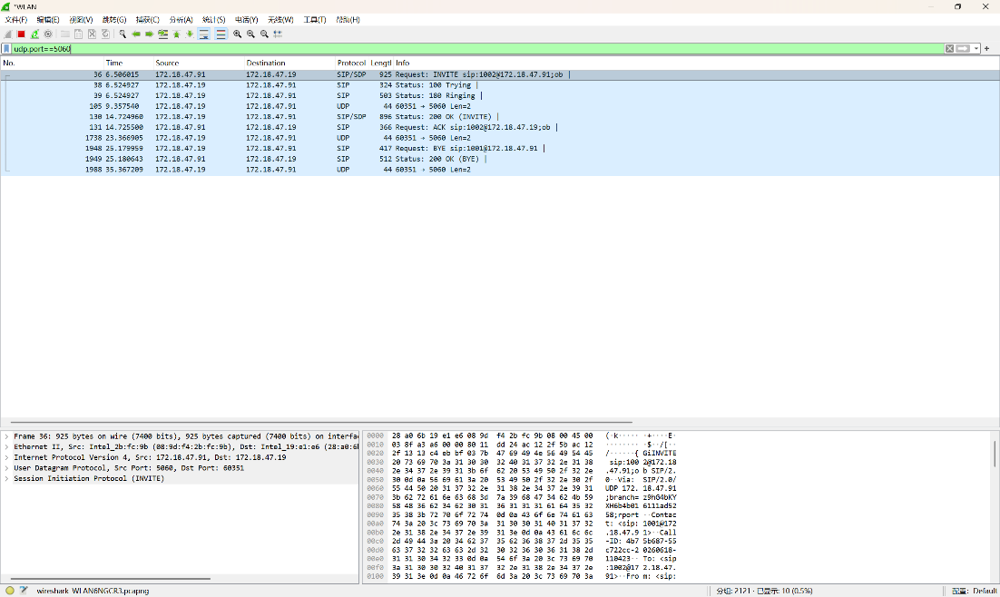 *WLAN
文件(F) 编辑(E) 视图(V) 跳转(G) 捕获(C) 分析(A) 统计(S) 电话(Y) 无线(W) 工具(T) 帮助(H)
udp.port==5060
No. Time Source Destination Protocol Lengtl Info
36 6.506015 172.18.47.91 172.18.47.19 SIP/SDP 925 Request: INVITE sip:1002@172.18.47.91;ob |
38 6.524927 172.18.47.19 172.18.47.91 SIP 324 Status: 100 Trying |
39 6.524927 172.18.47.19 172.18.47.91 SIP 503 Status: 180 Ringing |
105 9.357540 172.18.47.19 172.18.47.91 UDP 44 60351 → 5060 Len=2
130 14.724960 172.18.47.19 172.18.47.91 SIP/SDP 896 Status: 200 OK (INVITE) |
131 14.725500 172.18.47.91 172.18.47.19 SIP 366 Request: ACK sip:1002@172.18.47.19;ob |
1738 23.366905 172.18.47.19 172.18.47.91 UDP 44 60351 → 5060 Len=2
1948 25.179959 172.18.47.19 172.18.47.91 SIP 417 Request: BYE sip:1001@172.18.47.91 |
1949 25.180643 172.18.47.91 172.18.47.19 SIP 512 Status: 200 OK (BYE) |
1988 35.367209 172.18.47.19 172.18.47.91 UDP 44 60351 → 5060 Len=2
Frame 36: 925 bytes on wire (7400 bits), 925 bytes captured (7400 bits) on interfac
Ethernet II, Src: Intel_2b:fc:9b (08:9d:f4:2b:fc:9b), Dst: Intel_19:e1:e6 (28:a0:6b
Internet Protocol Version 4, Src: 172.18.47.91, Dst: 172.18.47.19
User Datagram Protocol, Src Port: 5060, Dst Port: 60351
Session Initiation Protocol (INVITE)
0000 28 a0 6b 19 e1 e6 08 9d f4 2b fc 9b 08 00 45 00 (·k····· ·+····E·
0010 03 8f a3 a6 00 00 80 11 dd 24 ac 12 2f 5b ac 12 ········ ·$··/[··
0020 2f 13 13 c4 eb bf 03 7b 47 69 49 4e 56 49 54 45 /······{ GiINVITE
0030 20 73 69 70 3a 31 30 30 32 40 31 37 32 2e 31 38 sip:100 2@172.18
0040 2e 34 37 2e 39 31 3b 6f 62 20 53 49 50 2f 32 2e .47.91;o b SIP/2.
0050 30 0d 0a 56 69 61 3a 20 53 49 50 2f 32 2e 30 2f 0··Via: SIP/2.0/
0060 55 44 50 20 31 37 32 2e 31 38 2e 34 37 2e 39 31 UDP 172. 18.47.91
0070 3b 62 72 61 6e 63 68 3d 7a 39 68 47 34 62 4b 59 ;branch= z9hG4bKY
0080 58 48 36 62 34 62 30 31 36 31 31 31 61 64 35 32 XH6b4b01 6111ad52
0090 35 38 3b 72 70 6f 72 74 0d 0a 43 6f 6e 74 61 63 58;rport ··Contac
00a0 74 3a 20 3c 73 69 70 3a 31 30 30 31 40 31 37 32 t: <sip: 1001@172
00b0 2e 31 38 2e 34 37 2e 39 31 3e 0d 0a 43 61 6c 6c .18.47.9 1>··Call
00c0 2d 49 44 3a 20 34 62 37 35 62 36 38 37 2d 35 35 -ID: 4b7 5b687-55
00d0 63 37 32 32 63 63 2d 32 30 32 36 30 36 31 38 2d c722cc-2 0260618-
00e0 31 31 30 34 32 33 0d 0a 54 6f 3a 20 3c 73 69 70 110423·· To: <sip
00f0 3a 31 30 30 32 40 31 37 32 2e 31 38 2e 34 37 2e :1002@17 2.18.47.
0100 39 31 3e 0d 0a 46 72 6f 6d 3a 20 3c 73 69 70 3a 91>··Fro m: <sip:
wireshark_WLAN6NGCR3.pcapng 分组: 2121 · 已显示: 10 (0.5%) 配置: Default